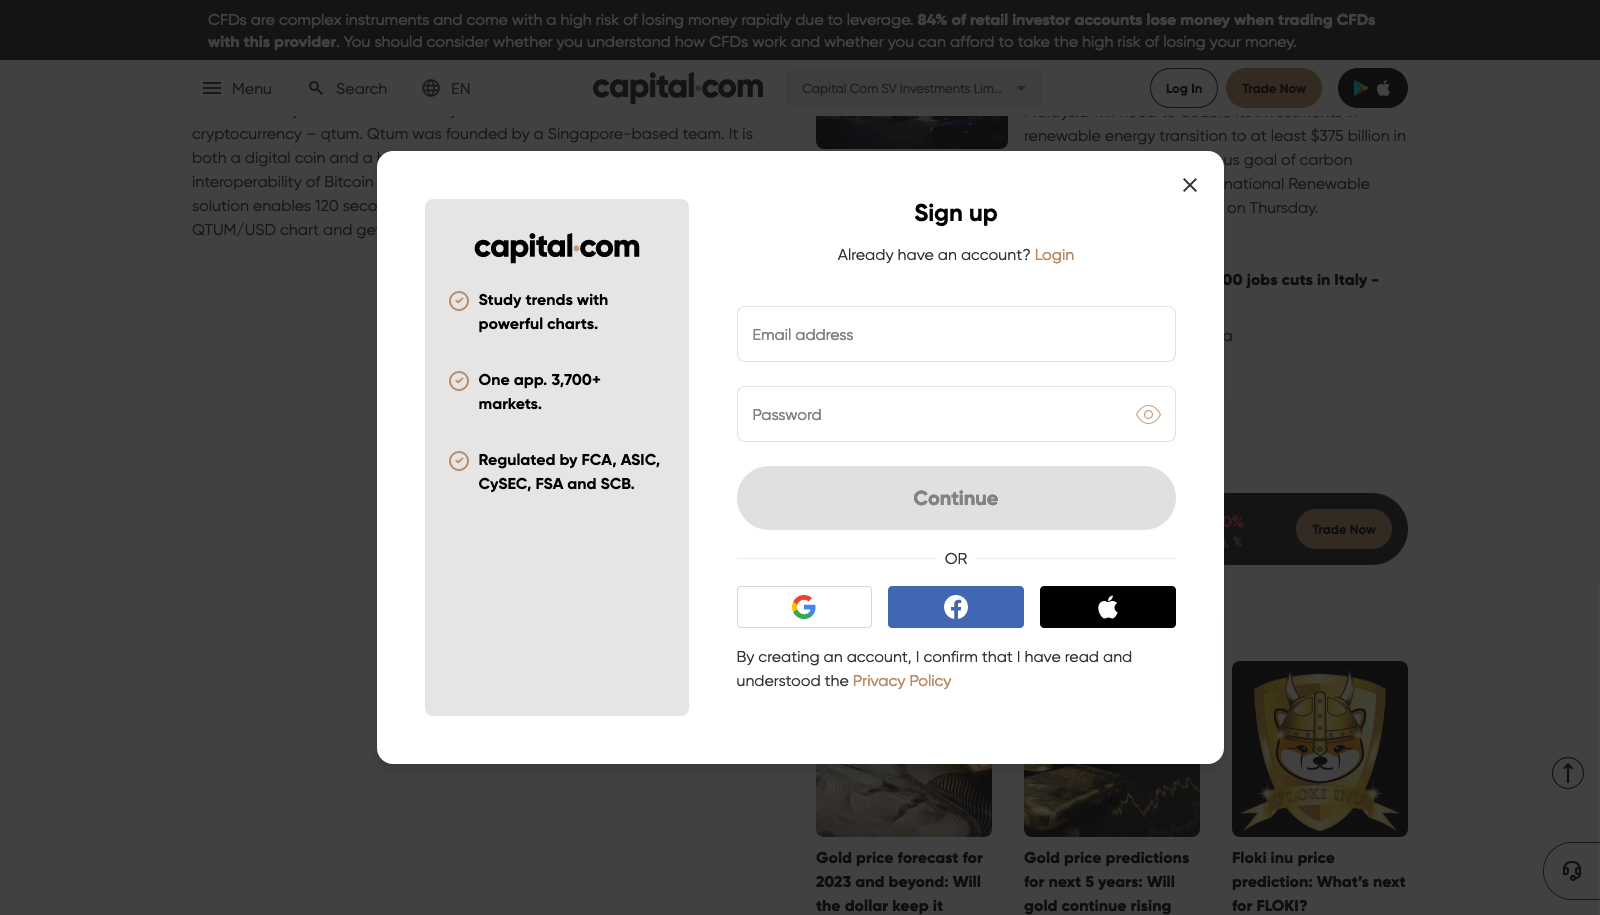 CFDs are complex instruments and come with a high risk of losing money rapidly due to leverage. 84% of retail investor accounts lose money when trading CFDs
with this provider. You should consider whether you understand how CFDs work and whether you can afford to take the high risk of losing your money.
Menu
Search
EN
capital.com
Capital Com SV Investments Lim...
Log In
Trade Now
cryptocurrency – qtum. Qtum was founded by a Singapore-based team. It is
both a digital coin and a
interoperability of Bitcoin
solution enables 120 seco
QTUM/USD chart and ge
renewable energy transition to at least $375 billion in
us goal of carbon
national Renewable
on Thursday.
00 jobs cuts in Italy -
capital.com
Study trends with
powerful charts.
One app. 3,700+
markets.
Regulated by FCA, ASIC,
CySEC, FSA and SCB.
Sign up
Already have an account? Login
Email address
Password
Continue
OR
By creating an account, I confirm that I have read and
understood the Privacy Policy
0%
%
Trade Now
FLOKI INU
Gold price forecast for
2023 and beyond: Will
the dollar keep it
Gold price predictions
for next 5 years: Will
gold continue rising
Floki inu price
prediction: What's next
for FLOKI?